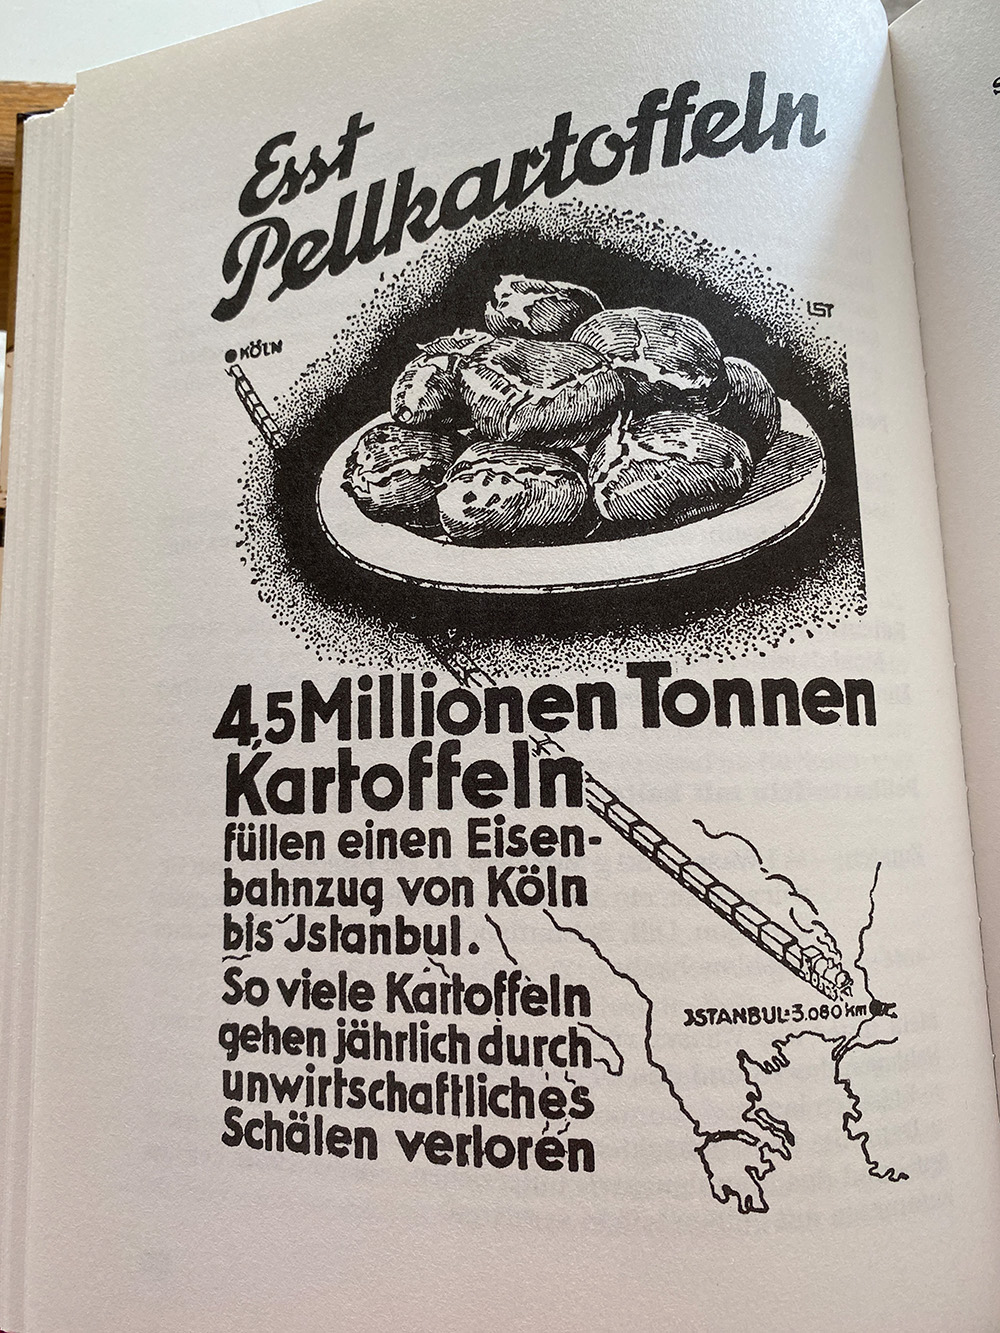 Esst
Pellkartoffeln
LST
KÖLN
4,5 Millionen Tonnen
Kartoffeln
füllen einen Eisen-
bahnzug von Köln
bis Jstanbul.
So viele Kartoffeln
gehen jährlich durch
unwirtschaftliches
Schälen verloren
JSTANBUL=3.080 km